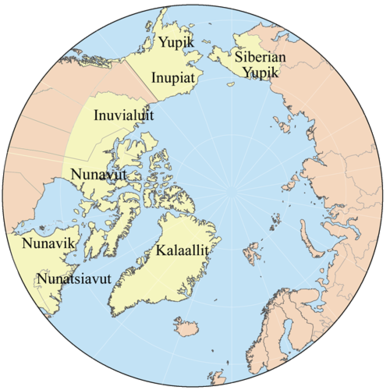 Yupik
Siberian
Yupik
Inupiat
Inuvialuit
Nunavut
Nunavik
Kalaallit
Nunatsiavut